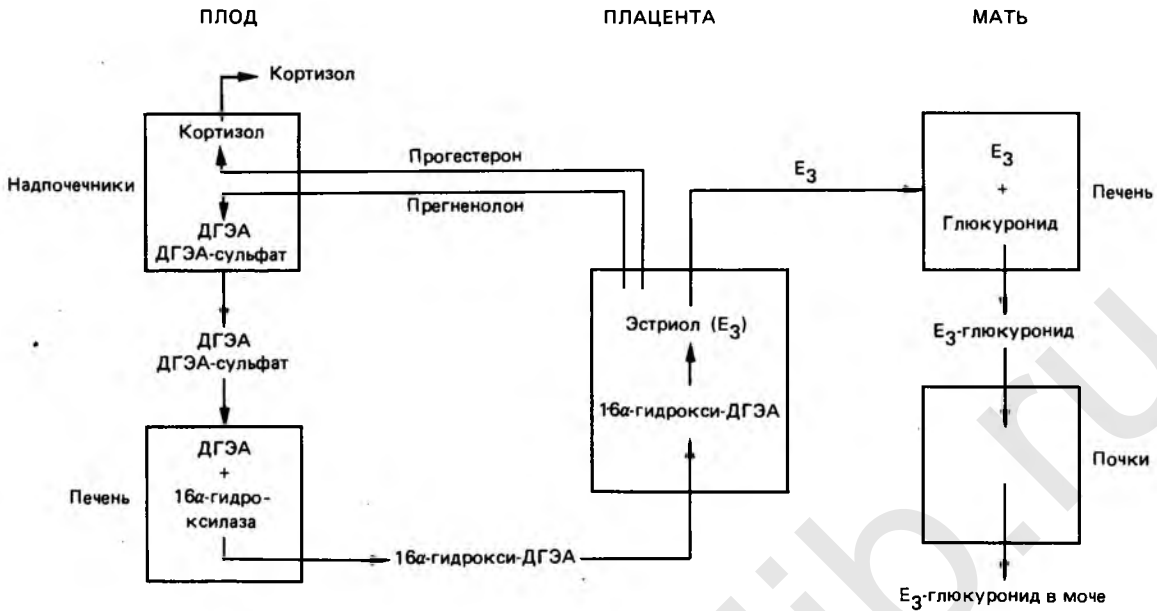 ПЛОД
ПЛАЦЕНТА
МАТЬ
Кортизол
Кортизол
Надпочечники
ДГЭА
ДГЭА-сульфат
Прогестерон
Прегненолон
ДГЭА
ДГЭА-сульфат
Печень
ДГЭА
+
16α-гидро-
ксилаза
16α-гидрокси-ДГЭА
Эстриол (E3)
16α-гидрокси-ДГЭА
E3
E3
+
Глюкуронид
Печень
E3-глюкуронид
Почки
E3-глюкуронид в моче